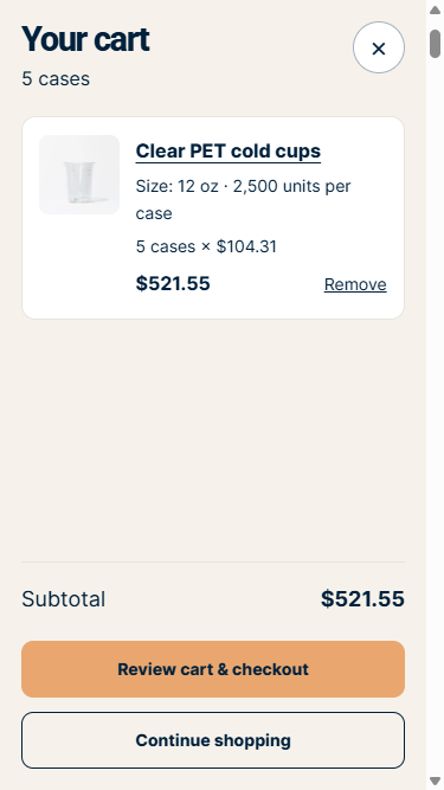 Your cart
5 cases
Clear PET cold cups
Size: 12 oz · 2,500 units per
case
5 cases × $104.31
$521.55
Remove
Subtotal
$521.55
Review cart & checkout
Continue shopping